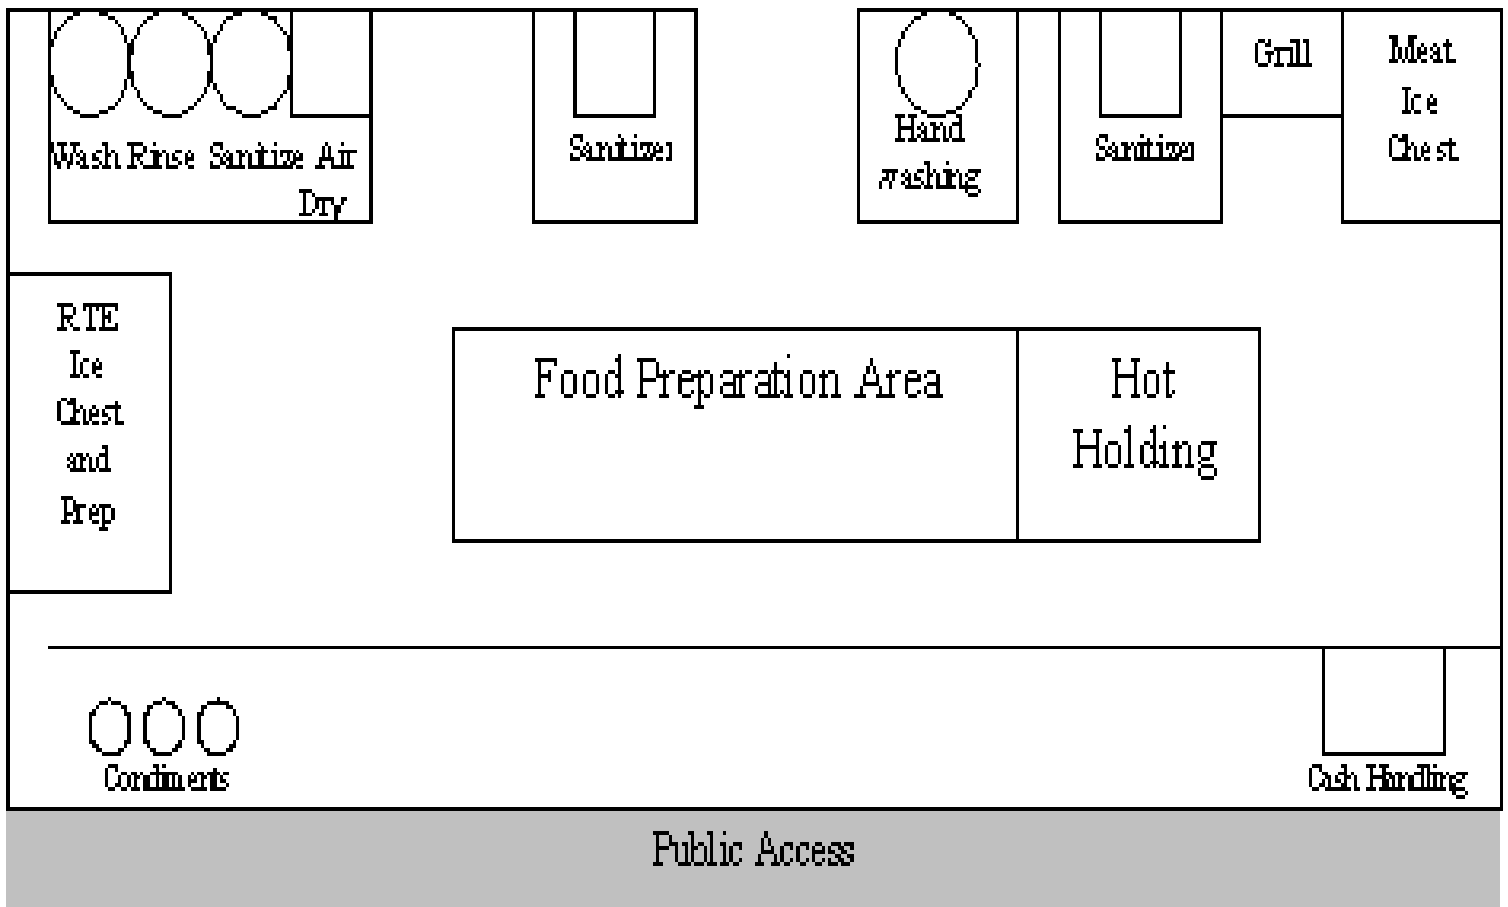 Wash Rinse Sanitize Air
Dry
Sanitizer
Hand
washing
Sanitizer
Grill
Meat
Ice
Chest
RTE
Ice
Chest
and
Prep
Food Preparation Area
Hot
Holding
Condiments
Cash Handling
Public Access